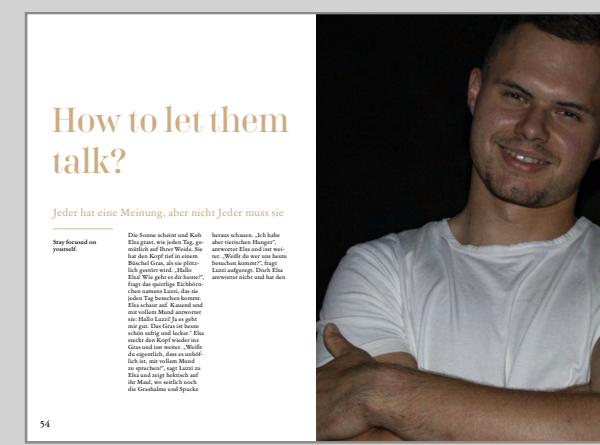 How to let them
talk?
Jeder hat eine Meinung, aber nicht Jeder muss sie
Stay focused on
yourself.
Die Sonne scheint und Kuh
Elsa grast, wie jeden Tag, ge-
mütlich auf Ihrer Weide. Sie
hat den Kopf tief in einem
Büschel Gras, als sie plötz-
lich gestört wird. „Hallo
Elsa! Wie geht es dir heute?“,
fragt das quirlige Eichhörn-
chen namens Luzzi, das sie
jeden Tag besuchen kommt.
Elsa schaut auf. Kauend und
mit vollem Mund antwortet
sie: Hallo Luzzi! Ja es geht
mir gut. Das Gras ist heute
schön saftig und lecker.“ Elsa
steckt den Kopf wieder ins
Gras und isst weiter. „Weißt
du eigentlich, dass es unhöf-
lich ist, mit vollem Mund
zu sprechen?“, sagt Luzzi zu
Elsa und zeigt hektisch auf
ihr Maul, wo seitlich noch
die Grashalme und Spucke
heraus schauen. „Ich habe
aber tierischen Hunger“,
antwortet Elsa und isst wei-
ter. „Weißt du wer uns heute
besuchen kommt?“, fragt
Luzzi aufgeregt. Doch Elsa
antwortet nicht und hat den
54